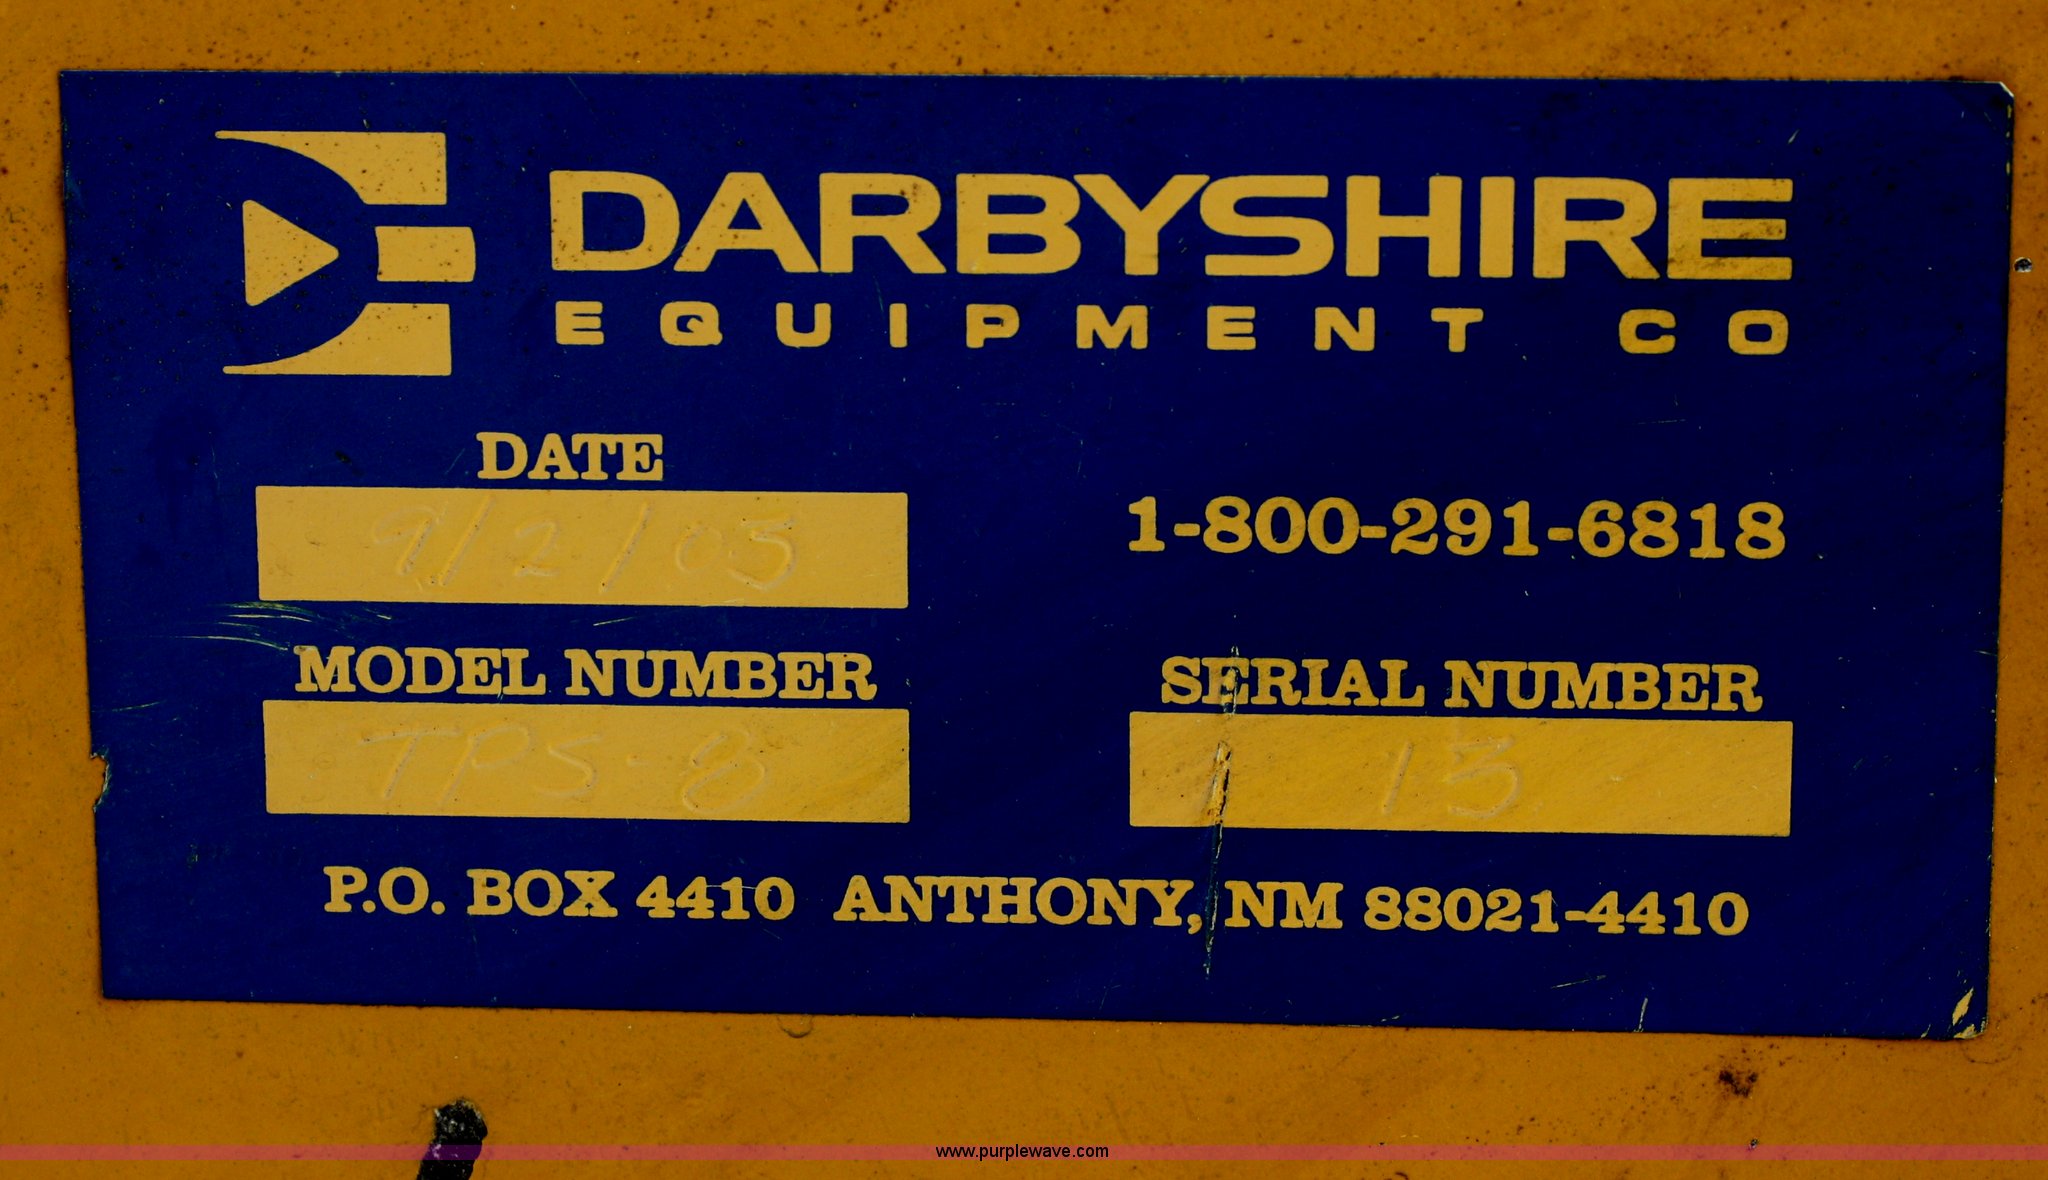 DARBYSHIRE
EQUIPMENT CO
DATE
9/2/05
1-800-291-6818
MODEL NUMBER
TPS-8
SERIAL NUMBER
15
P.O. BOX 4410 ANTHONY, NM 88021-4410
www.purplewave.com